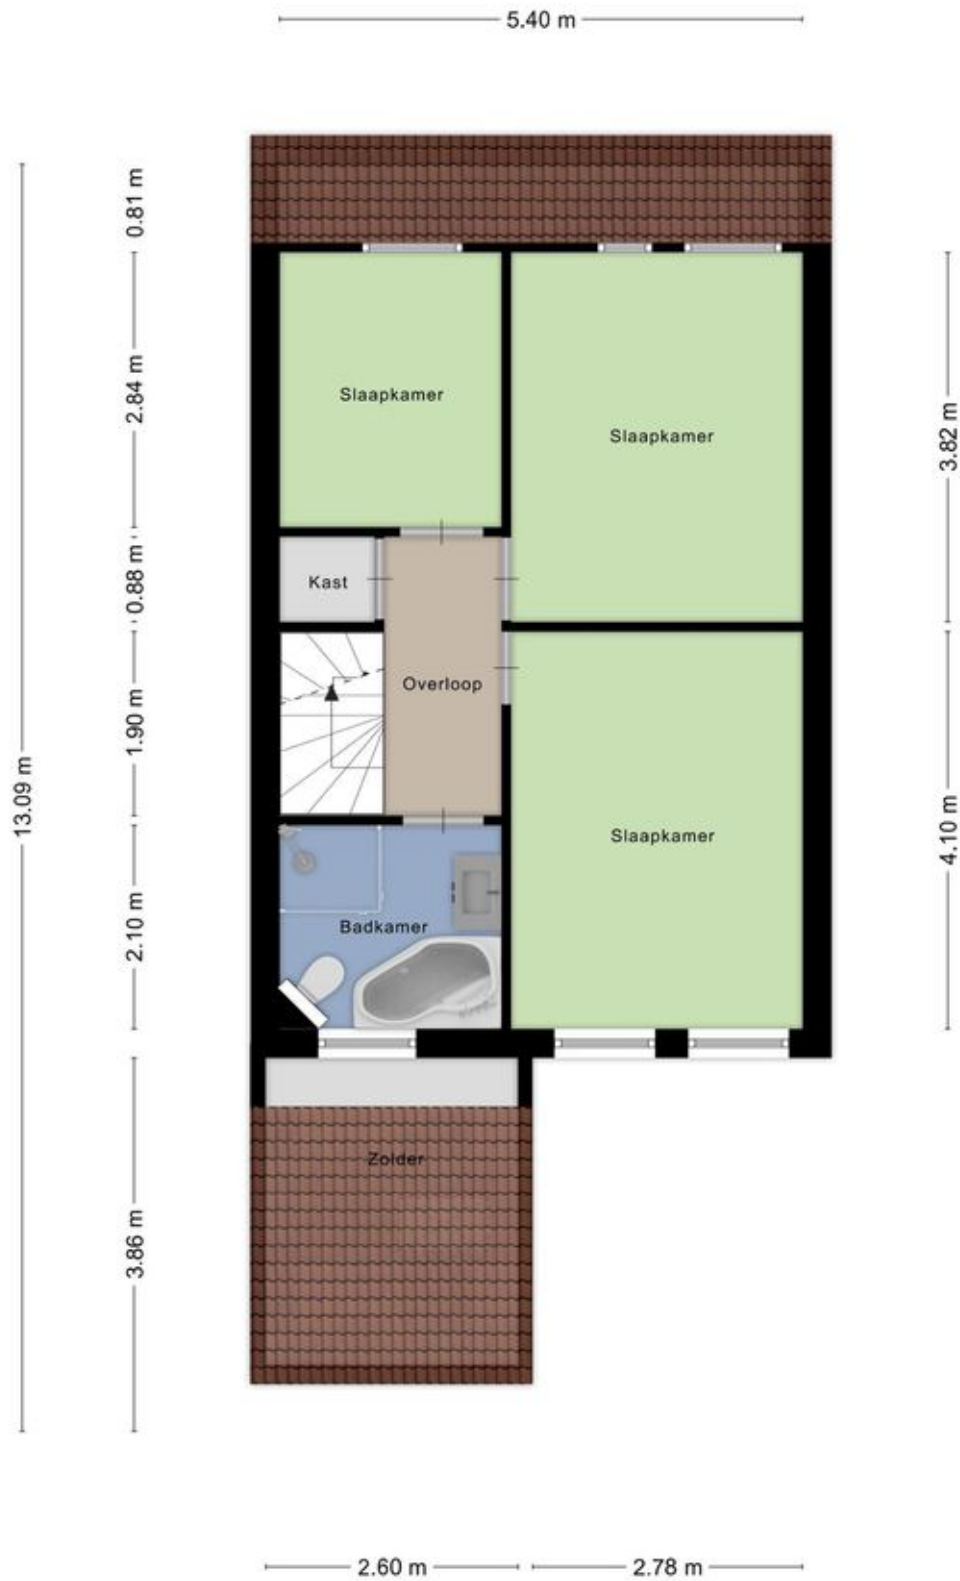 5.40 m
0.81 m
2.84 m
Slaapkamer
Slaapkamer
3.82 m
0.88 m
Kast
Overloop
1.90 m
13.09 m
Slaapkamer
4.10 m
2.10 m
Badkamer
Zolder
3.86 m
2.60 m
2.78 m